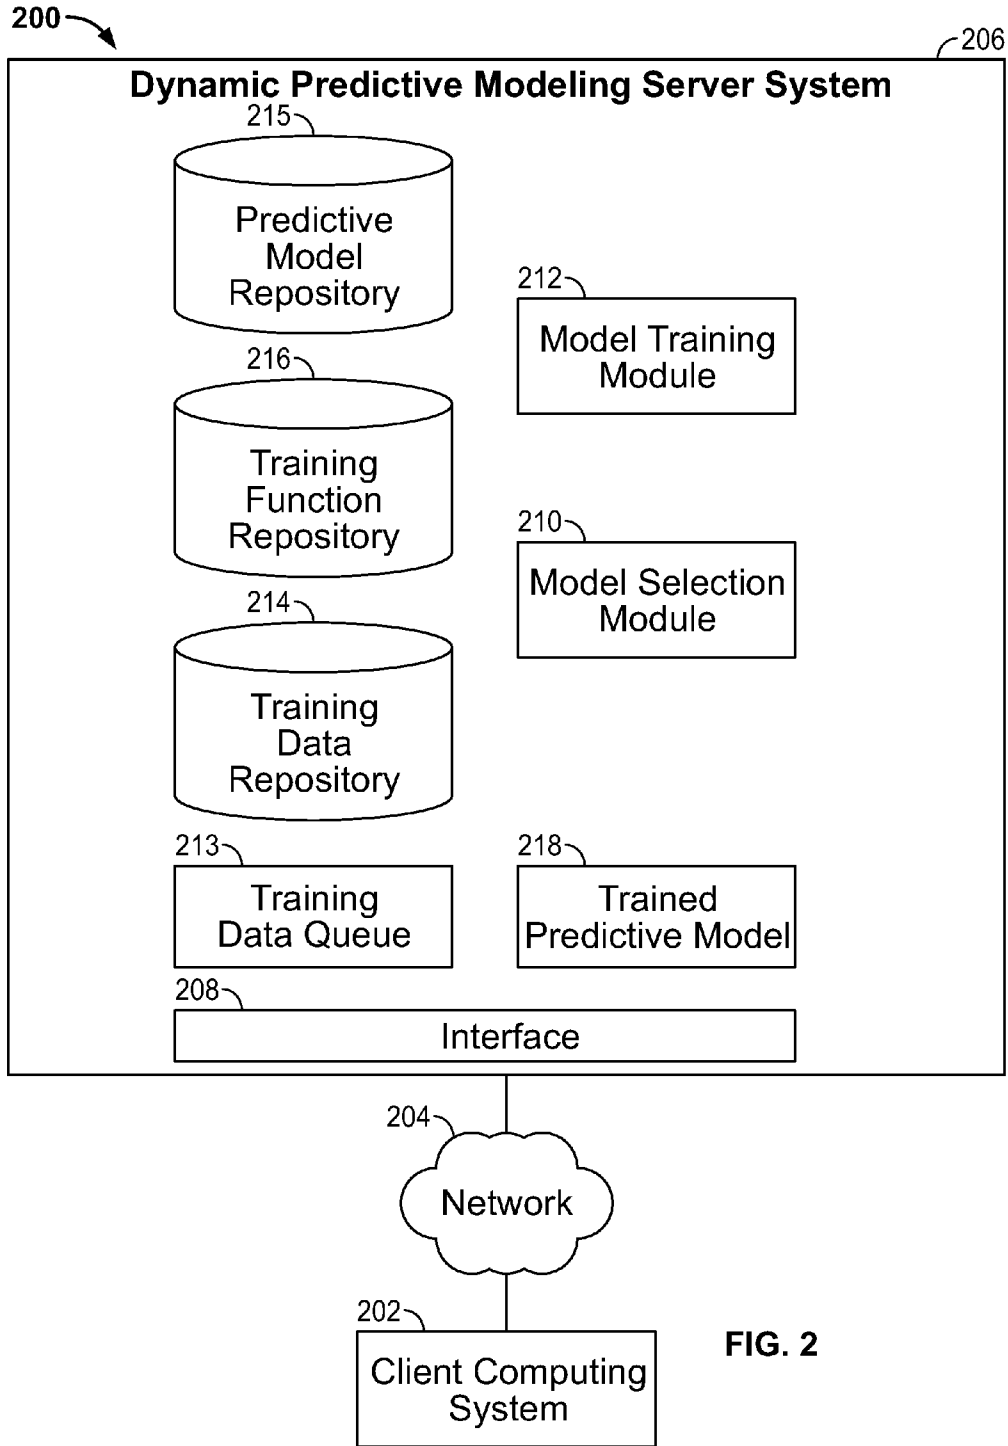 200
206
Dynamic Predictive Modeling Server System
215
Predictive
Model
Repository
212
Model Training
Module
216
Training
Function
Repository
210
Model Selection
Module
214
Training
Data
Repository
213
Training
Data Queue
218
Trained
Predictive Model
208
Interface
204
Network
202
Client Computing
System
FIG. 2